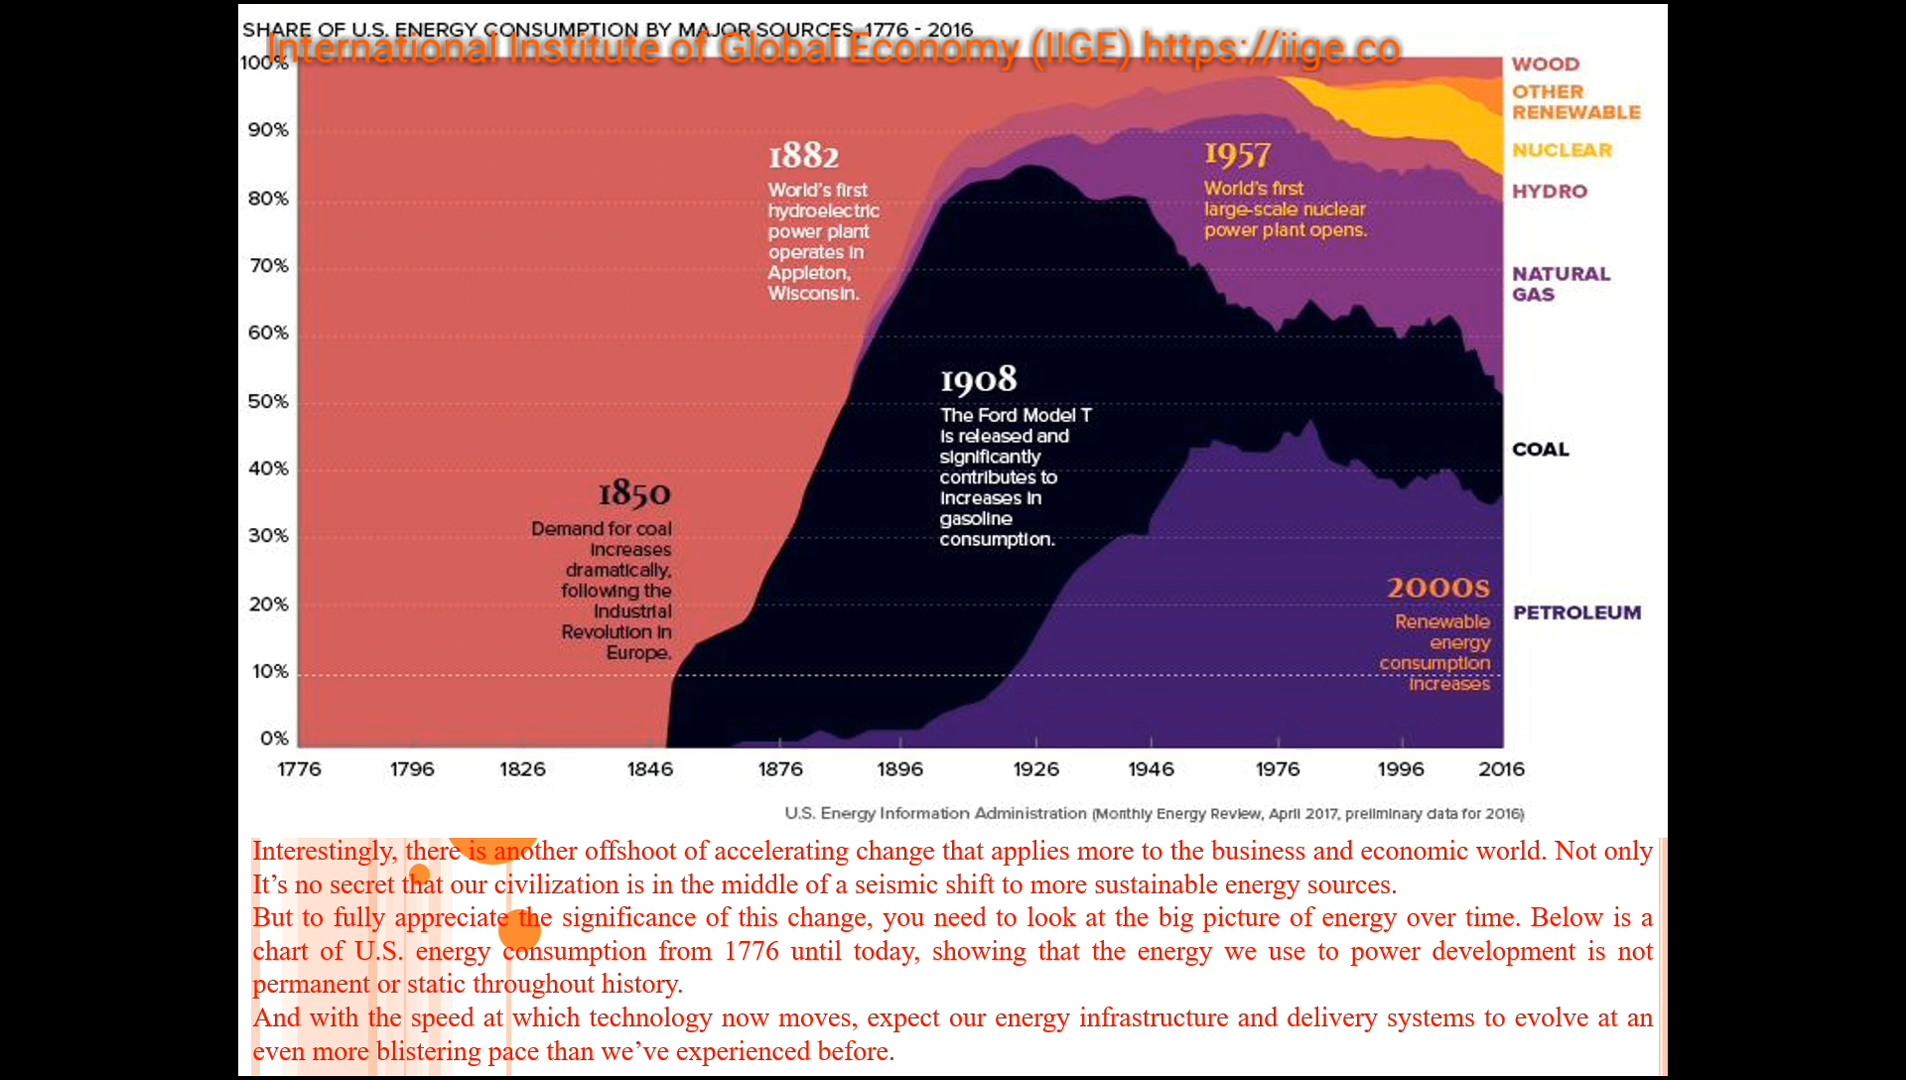 SHARE OF U.S. ENERGY CONSUMPTION BY MAJOR SOURCES, 1776 - 2016
International Institute of Global Economy (IIGE) https://iige.co
100%
90%
80%
70%
60%
50%
40%
30%
20%
10%
0%
1882
World's first
hydroelectric
power plant
operates in
Appleton,
Wisconsin.
1957
World's first
large-scale nuclear
power plant opens.
1908
The Ford Model T
is released and
significantly
contributes to
increases in
gasoline
consumption.
1850
Demand for coal
increases
dramatically,
following the
Industrial
Revolution in
Europe.
2000s
Renewable
energy
consumption
increases
WOOD
OTHER
RENEWABLE
NUCLEAR
HYDRO
NATURAL
GAS
COAL
PETROLEUM
1776 1796 1826 1846 1876 1896 1926 1946 1976 1996 2016
U.S. Energy Information Administration (Monthly Energy Review, April 2017, preliminary data for 2016)
Interestingly, there is another offshoot of accelerating change that applies more to the business and economic world. Not only
It's no secret that our civilization is in the middle of a seismic shift to more sustainable energy sources.
But to fully appreciate the significance of this change, you need to look at the big picture of energy over time. Below is a
chart of U.S. energy consumption from 1776 until today, showing that the energy we use to power development is not
permanent or static throughout history.
And with the speed at which technology now moves, expect our energy infrastructure and delivery systems to evolve at an
even more blistering pace than we've experienced before.